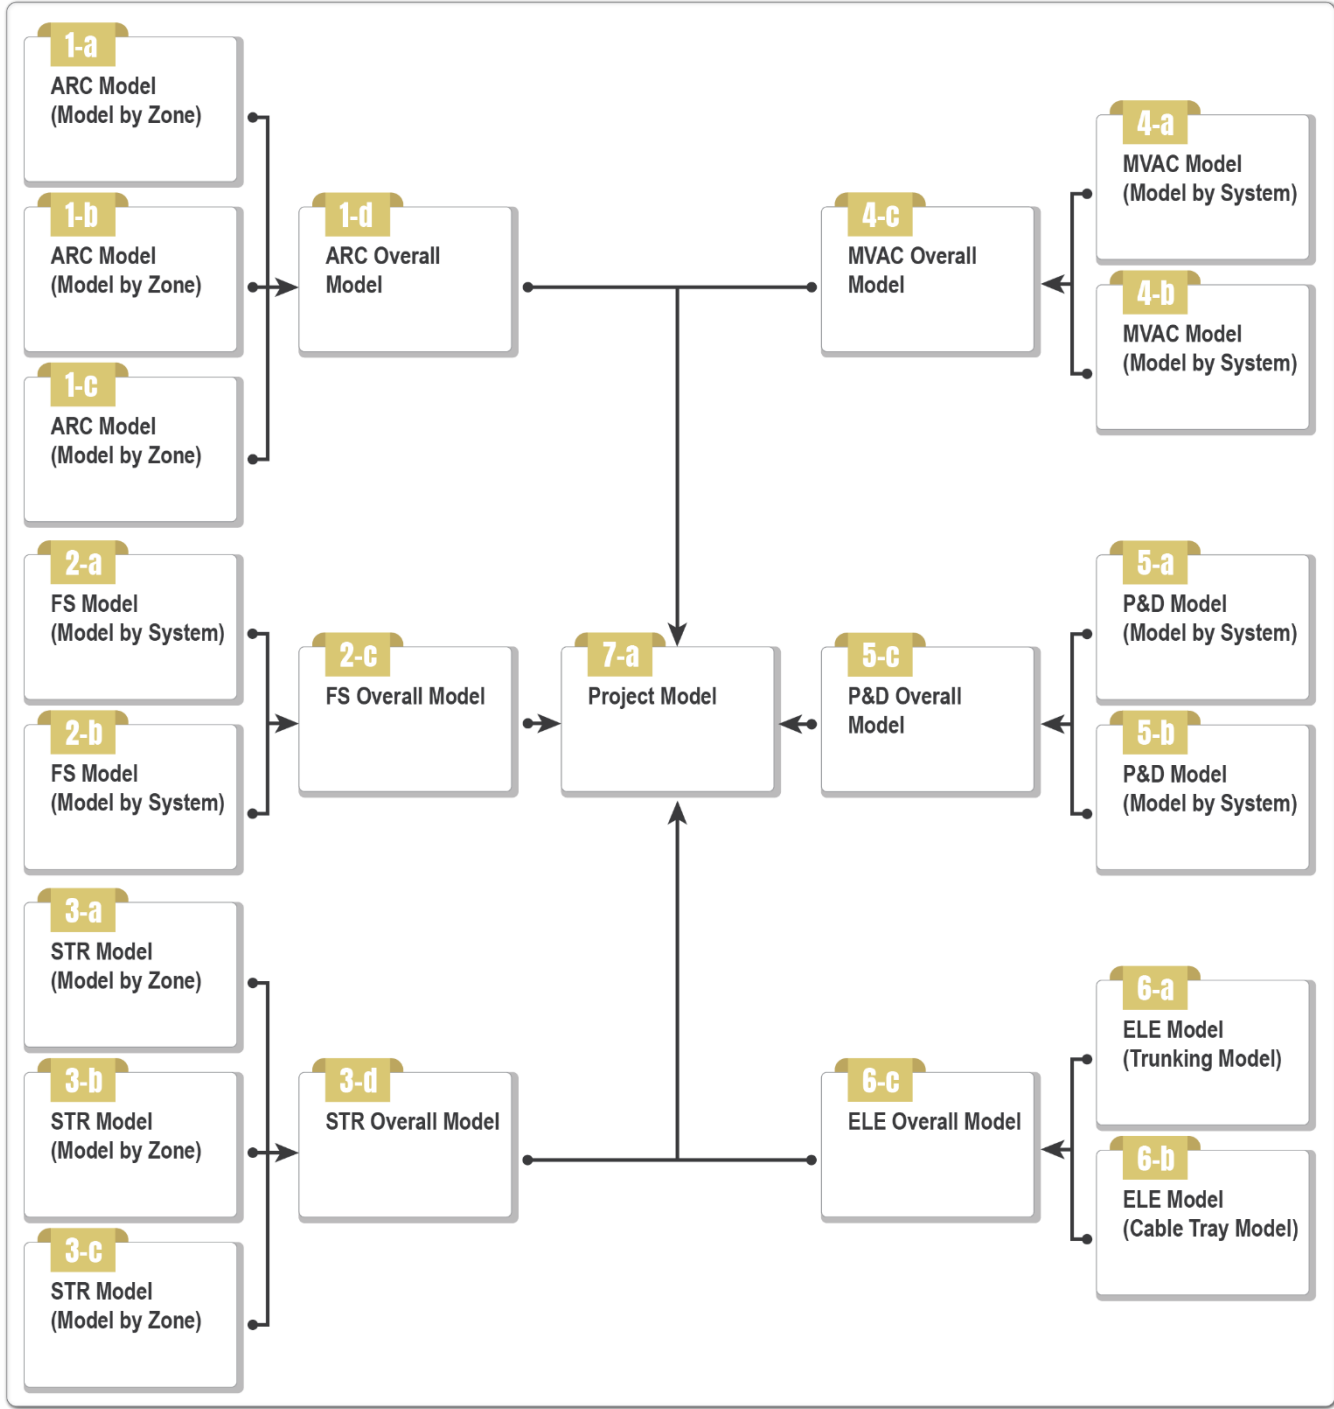 1-a
ARC Model
(Model by Zone)
1-b
ARC Model
(Model by Zone)
1-c
ARC Model
(Model by Zone)
1-d
ARC Overall
Model
2-a
FS Model
(Model by System)
2-b
FS Model
(Model by System)
2-c
FS Overall Model
3-a
STR Model
(Model by Zone)
3-b
STR Model
(Model by Zone)
3-c
STR Model
(Model by Zone)
3-d
STR Overall Model
7-a
Project Model
4-c
MVAC Overall
Model
4-a
MVAC Model
(Model by System)
4-b
MVAC Model
(Model by System)
5-c
P&D Overall
Model
5-a
P&D Model
(Model by System)
5-b
P&D Model
(Model by System)
6-c
ELE Overall Model
6-a
ELE Model
(Trunking Model)
6-b
ELE Model
(Cable Tray Model)